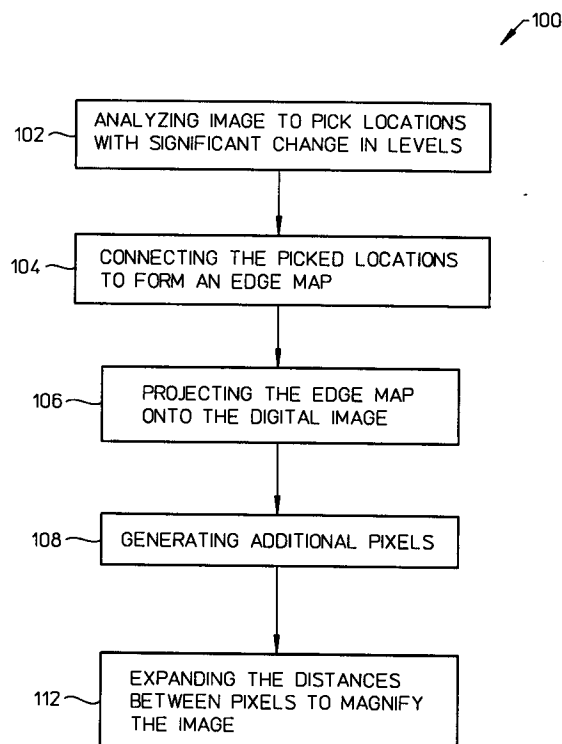 100
102
ANALYZING IMAGE TO PICK LOCATIONS
WITH SIGNIFICANT CHANGE IN LEVELS
104
CONNECTING THE PICKED LOCATIONS
TO FORM AN EDGE MAP
106
PROJECTING THE EDGE MAP
ONTO THE DIGITAL IMAGE
108
GENERATING ADDITIONAL PIXELS
112
EXPANDING THE DISTANCES
BETWEEN PIXELS TO MAGNIFY
THE IMAGE